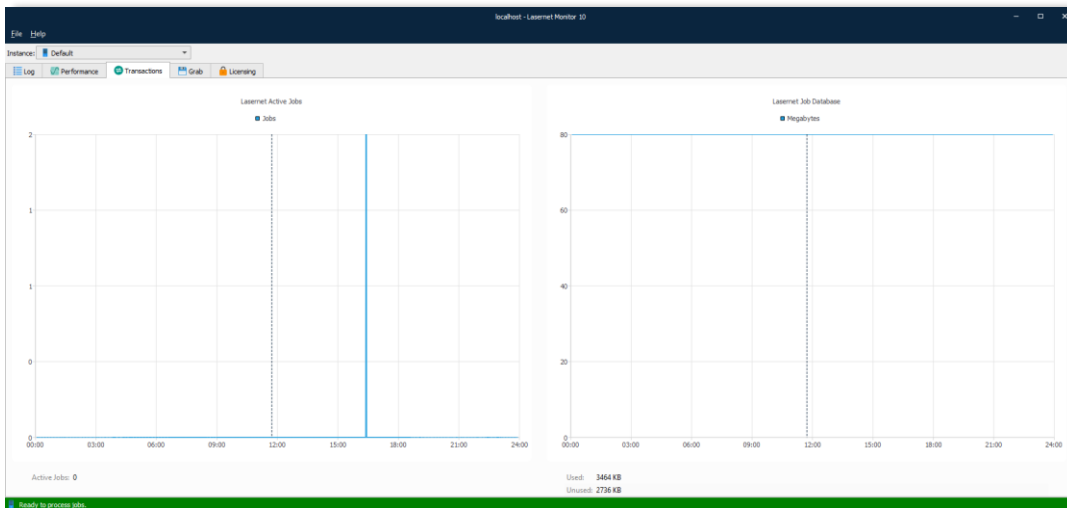 localhost - Lasernet Monitor 10
File Help
Instance: Default
Log Performance Transactions Grab Licensing
Lasernet Active Jobs
Jobs
2
1
1
0
0
00:00 03:00 06:00 09:00 12:00 15:00 18:00 21:00 24:00
Active Jobs: 0
Lasernet Job Database
Megabytes
80
60
40
20
0
00:00 03:00 06:00 09:00 12:00 15:00 18:00 21:00 24:00
Used: 3464 KB
Unused: 2736 KB
Ready to process jobs.